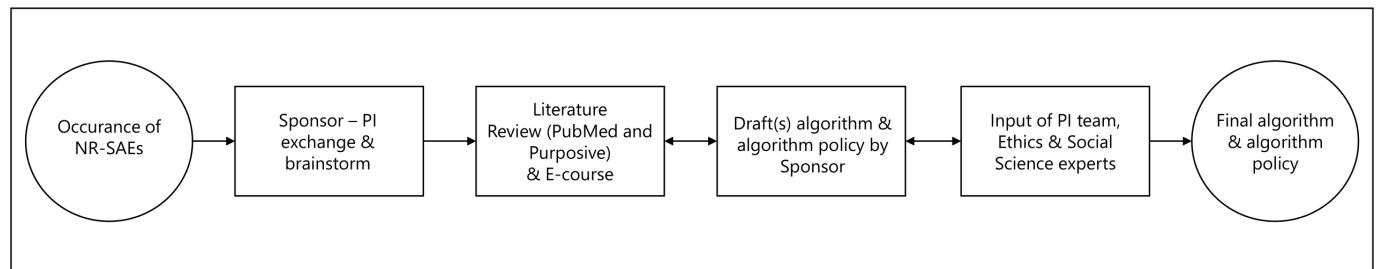 Occurance of
NR-SAEs
Sponsor – PI
exchange &
brainstorm
Literature
Review (PubMed and
Purposive)
& E-course
Draft(s) algorithm &
algorithm policy by
Sponsor
Input of PI team,
Ethics & Social
Science experts
Final algorithm
& algorithm
policy